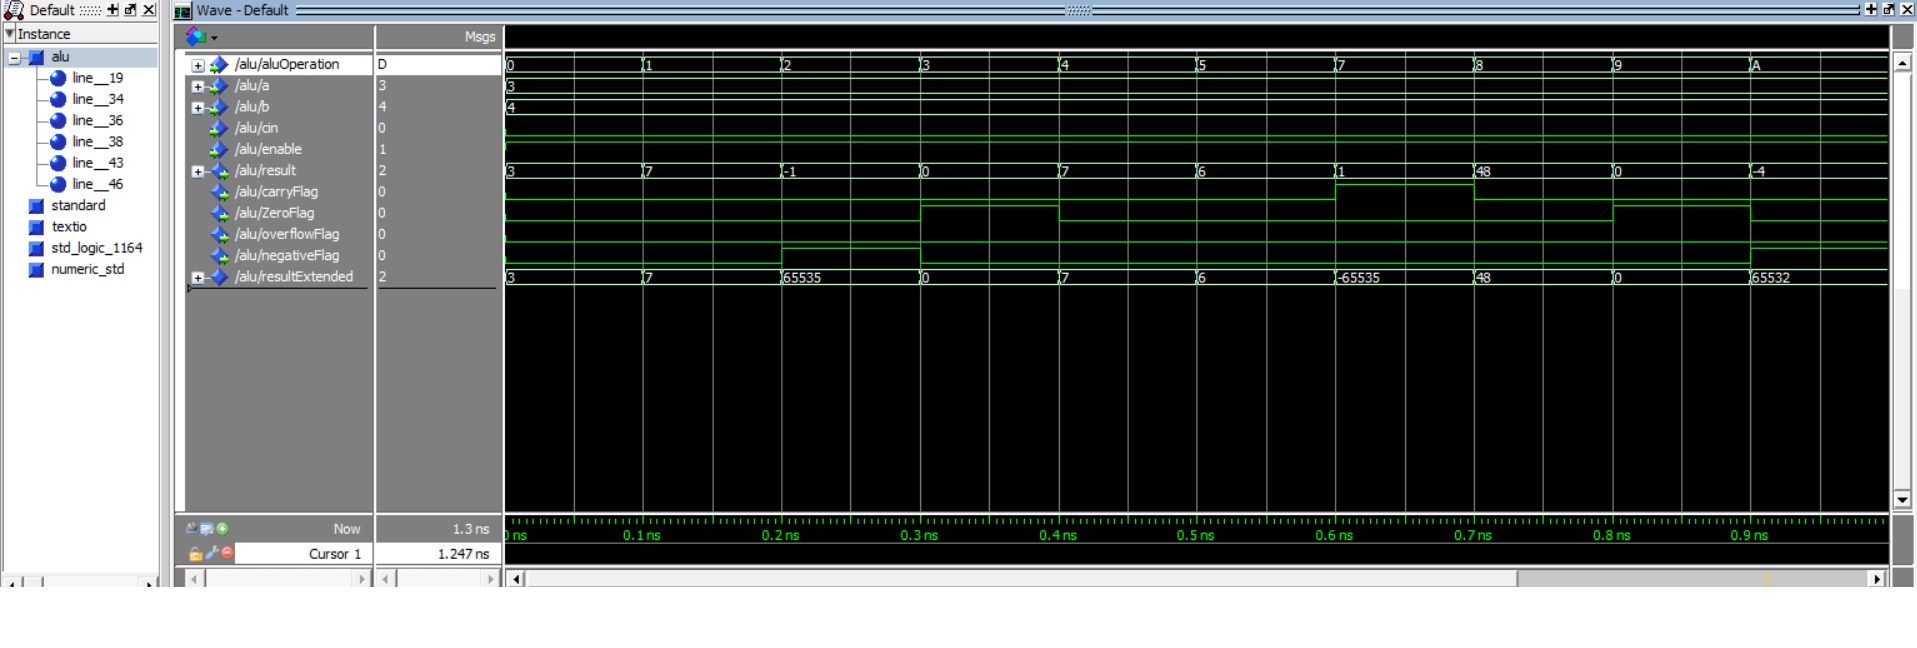 Default
Instance
alu
line__19
line__34
line__36
line__38
line__43
line__46
standard
textio
std_logic_1164
numeric_std
Wave - Default
Msgs
/alu/aluOperation D 0 1 2 3 4 5 7 8 9 A
/alu/a 3 3
/alu/b 4 4
/alu/cin 0
/alu/enable 1
/alu/result 2 3 7 -1 0 7 6 1 48 0 -4
/alu/carryFlag 0
/alu/ZeroFlag 0
/alu/overflowFlag 0
/alu/negativeFlag 0
/alu/resultExtended 2 3 7 65535 0 7 6 -65535 48 0 65532
Now 1.3 ns
0 ns 0.1 ns 0.2 ns 0.3 ns 0.4 ns 0.5 ns 0.6 ns 0.7 ns 0.8 ns 0.9 ns
Cursor 1 1.247 ns